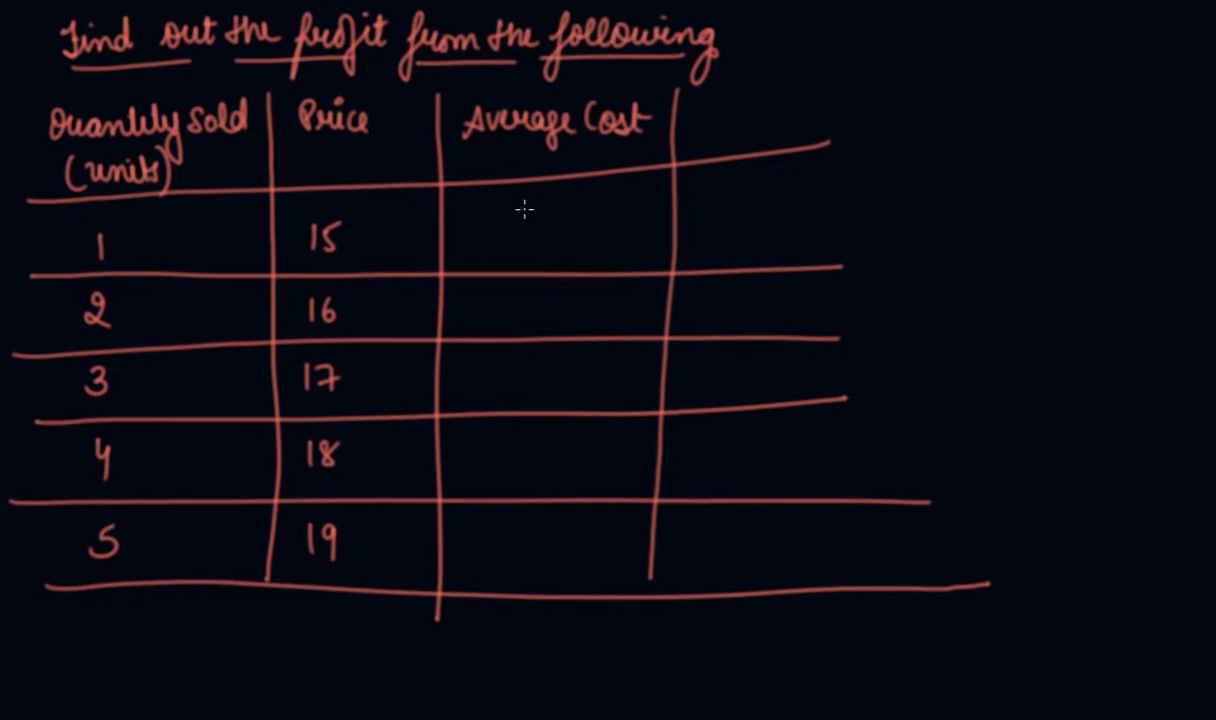 Find out the profit from the following
Quantity Sold Price Average Cost
(units)
1 15
2 16
3 17
4 18
5 19